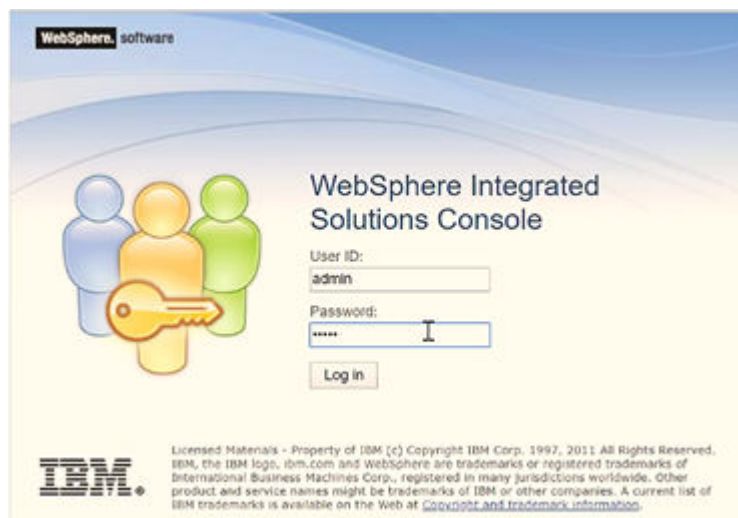 WebSphere. software
WebSphere Integrated
Solutions Console
User ID:
admin
Password:
•••••
Log in
IBM.
Licensed Materials - Property of IBM (c) Copyright IBM Corp. 1997, 2011 All Rights Reserved.
IBM, the IBM logo, ibm.com and WebSphere are trademarks or registered trademarks of
International Business Machines Corp., registered in many jurisdictions worldwide. Other
product and service names might be trademarks of IBM or other companies. A current list of
IBM trademarks is available on the Web at Copyright and trademark information.